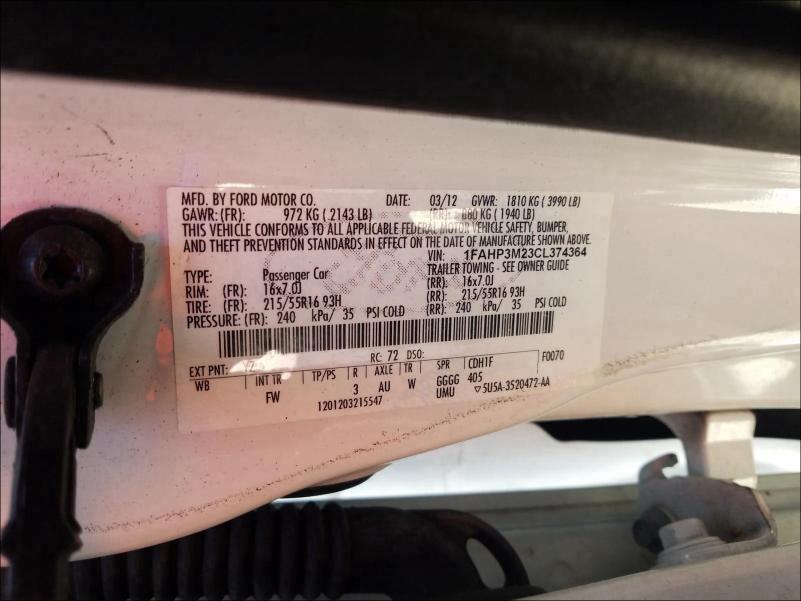 MFD. BY FORD MOTOR CO. DATE: 03/12 GVWR: 1810 KG ( 3990 LB)
GAWR: (FR): 972 KG ( .2143 LB) 880 KG ( 1940 LB)
THIS VEHICLE CONFORMS TO ALL APPLICABLE FEDERAL MOTOR VEHICLE SAFETY, BUMPER,
AND THEFT PREVENTION STANDARDS IN EFFECT ON THE DATE OF MANUFACTURE SHOWN ABOVE.
VIN: 1FAHP3M23CL374364
TYPE: Passenger Car TRAILER TOWING - SEE OWNER GUIDE
RIM: (FR): 16x7.0J (RR): 16x7.0J
TIRE: (FR): 215/55R16 93H (RR): 215/55R16 93H
PRESSURE: (FR): 240 kPa/ 35 PSI COLD (RR): 240 kPa/ 35 PSI COLD
EXT PNT: YZ RC: 72 DSO: F0070
WB INT TR TP/PS R AXLE TR SPR CDH1F
FW 3 AU W GGGG 405
UMU ▽5U5A-3520472-AA
1201203215547